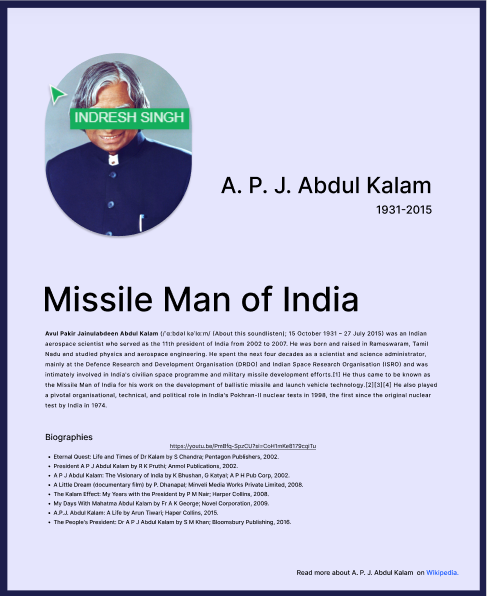 INDRESH SINGH
A. P. J. Abdul Kalam
1931-2015
Missile Man of India
Avul Pakir Jainulabdeen Abdul Kalam (/ˈɑːbdəl kəˈlɑːm/ (About this soundlisten); 15 October 1931 – 27 July 2015) was an Indian
aerospace scientist who served as the 11th president of India from 2002 to 2007. He was born and raised in Rameswaram, Tamil
Nadu and studied physics and aerospace engineering. He spent the next four decades as a scientist and science administrator,
mainly at the Defence Research and Development Organisation (DRDO) and Indian Space Research Organisation (ISRO) and was
intimately involved in India's civilian space programme and military missile development efforts.[1] He thus came to be known as
the Missile Man of India for his work on the development of ballistic missile and launch vehicle technology.[2][3][4] He also played
a pivotal organisational, technical, and political role in India's Pokhran-II nuclear tests in 1998, the first since the original nuclear
test by India in 1974.
Biographies
• Eternal Quest: Life and Times of Dr Kalam by S Chandra; Pentagon Publishers, 2002.
• President A P J Abdul Kalam by R K Pruthi; Anmol Publications, 2002.
• A P J Abdul Kalam: The Visionary of India by K Bhushan, G Katyal; A P H Pub Corp, 2002.
• A Little Dream (documentary film) by P. Dhanapal; Minveli Media Works Private Limited, 2008.
• The Kalam Effect: My Years with the President by P M Nair; Harper Collins, 2008.
• My Days With Mahatma Abdul Kalam by Fr A K George; Novel Corporation, 2009.
• A.P.J. Abdul Kalam: A Life by Arun Tiwari; Haper Collins, 2015.
• The People's President: Dr A P J Abdul Kalam by S M Khan; Bloomsbury Publishing, 2016.
Read more about A. P. J. Abdul Kalam on Wikipedia.